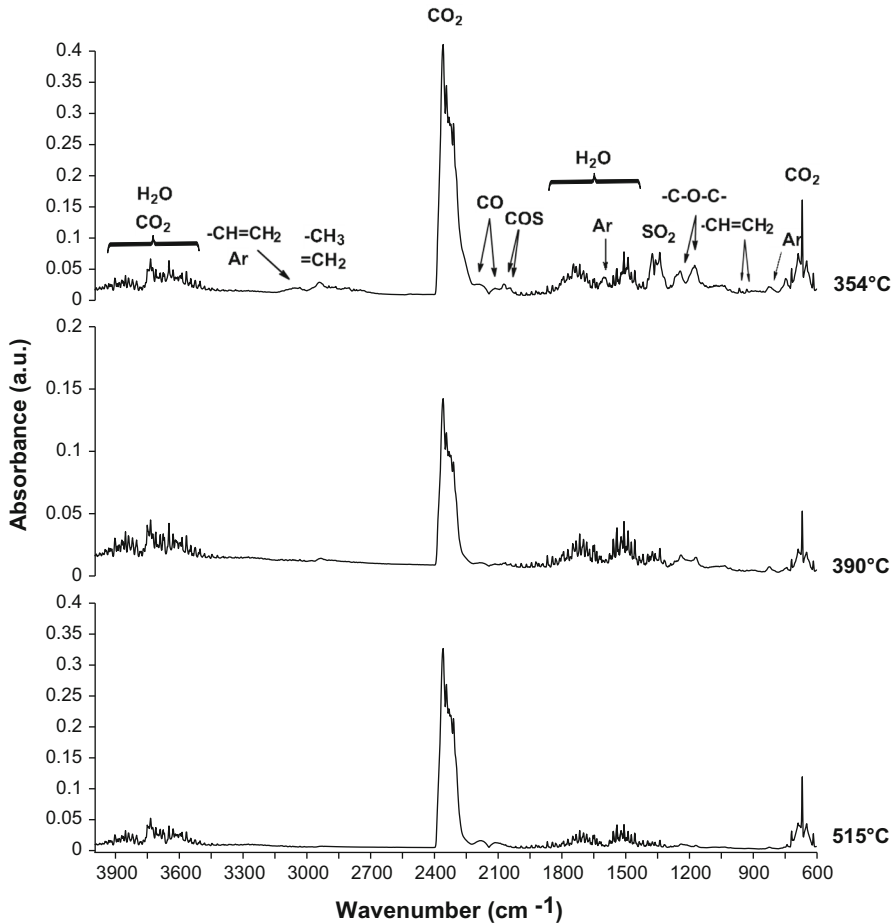 CO₂
0.4
0.35
0.3
0.25
0.2
0.15
0.1
0.05
0
H₂O
CO₂
-CH=CH₂
Ar
-CH₃
=CH₂
CO
COS
H₂O
Ar
SO₂
-C-O-C-
-CH=CH₂
Ar
CO₂
354°C
0.2
0.15
0.1
0.05
0
390°C
0.4
0.35
0.3
0.25
0.2
0.15
0.1
0.05
0
515°C
Absorbance (a.u.)
3900 3600 3300 3000 2700 2400 2100 1800 1500 1200 900 600
Wavenumber (cm ⁻¹)